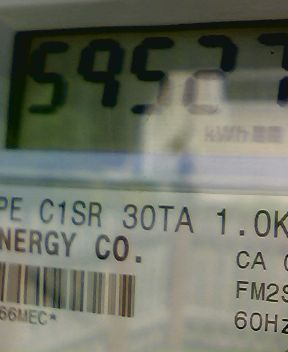 59527
kWh
PE C1SR 30TA 1.0K
NERGY CO.
CA
FM2S
66MEC*
60Hz